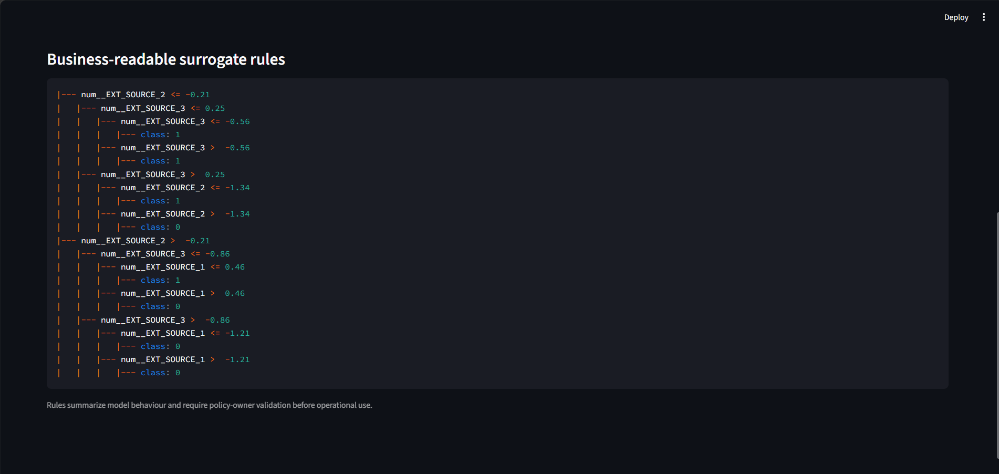 Deploy
Business-readable surrogate rules
|--- num__EXT_SOURCE_2 <= -0.21
|   |--- num__EXT_SOURCE_3 <= 0.25
|   |   |--- num__EXT_SOURCE_3 <= -0.56
|   |   |   |--- class: 1
|   |   |--- num__EXT_SOURCE_3 >  -0.56
|   |   |   |--- class: 1
|   |--- num__EXT_SOURCE_3 >  0.25
|   |   |--- num__EXT_SOURCE_2 <= -1.34
|   |   |   |--- class: 1
|   |   |--- num__EXT_SOURCE_2 >  -1.34
|   |   |   |--- class: 0
|--- num__EXT_SOURCE_2 >  -0.21
|   |--- num__EXT_SOURCE_3 <= -0.86
|   |   |--- num__EXT_SOURCE_1 <= 0.46
|   |   |   |--- class: 1
|   |   |--- num__EXT_SOURCE_1 >  0.46
|   |   |   |--- class: 0
|   |--- num__EXT_SOURCE_3 >  -0.86
|   |   |--- num__EXT_SOURCE_1 <= -1.21
|   |   |   |--- class: 0
|   |   |--- num__EXT_SOURCE_1 >  -1.21
|   |   |   |--- class: 0
Rules summarize model behaviour and require policy-owner validation before operational use.